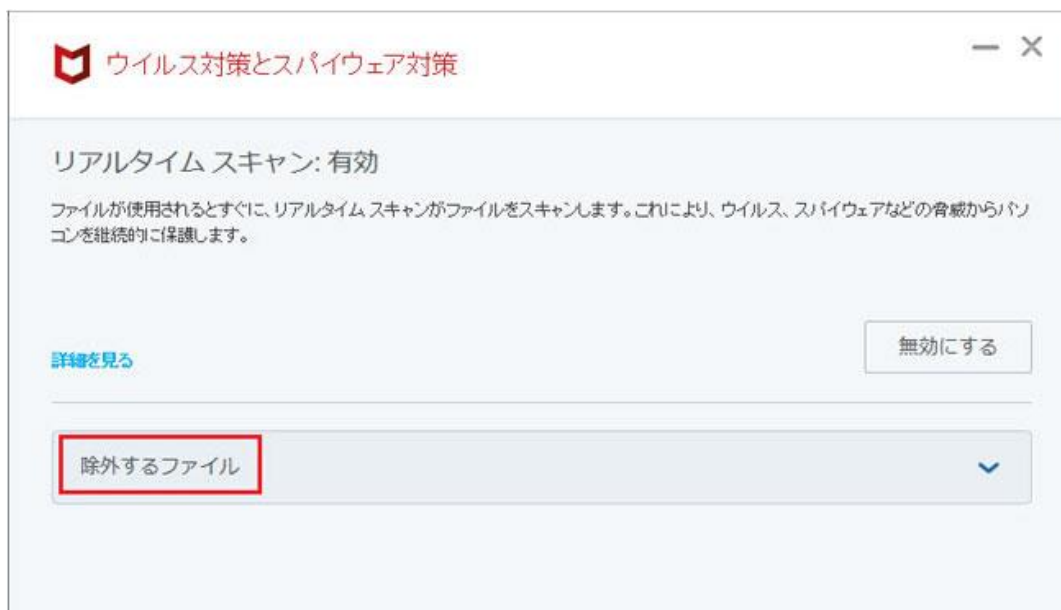 ウイルス対策とスパイウェア対策
リアルタイム スキャン: 有効
ファイルが使用されるとすぐに、リアルタイム スキャンがファイルをスキャンします。これにより、ウイルス、スパイウェアなどの脅威からパソ
コンを継続的に保護します。
詳細を見る
無効にする
除外するファイル